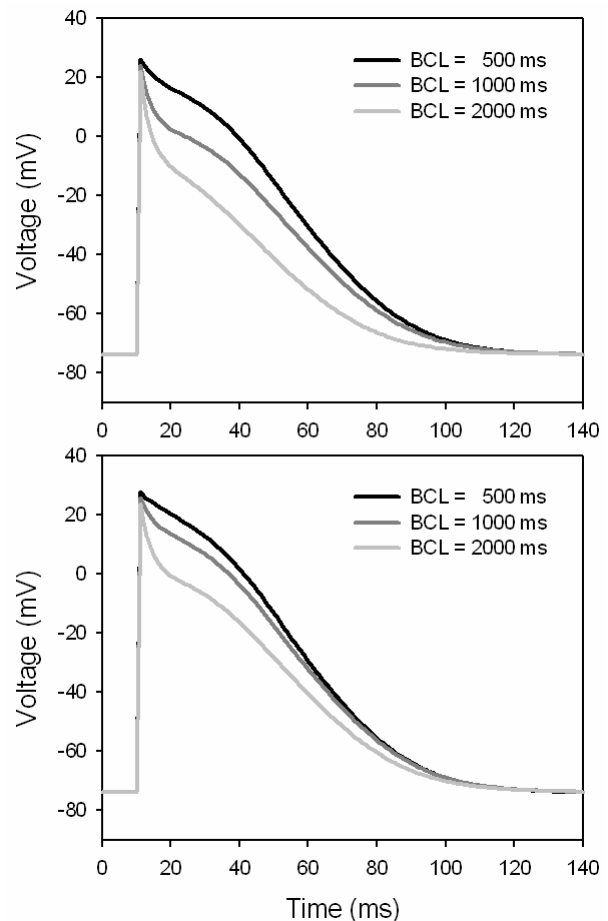 40
20
0
-20
-40
-60
-80
Voltage (mV)
BCL = 500 ms
BCL = 1000 ms
BCL = 2000 ms
0 20 40 60 80 100 120 140
40
20
0
-20
-40
-60
-80
Voltage (mV)
BCL = 500 ms
BCL = 1000 ms
BCL = 2000 ms
0 20 40 60 80 100 120 140
Time (ms)